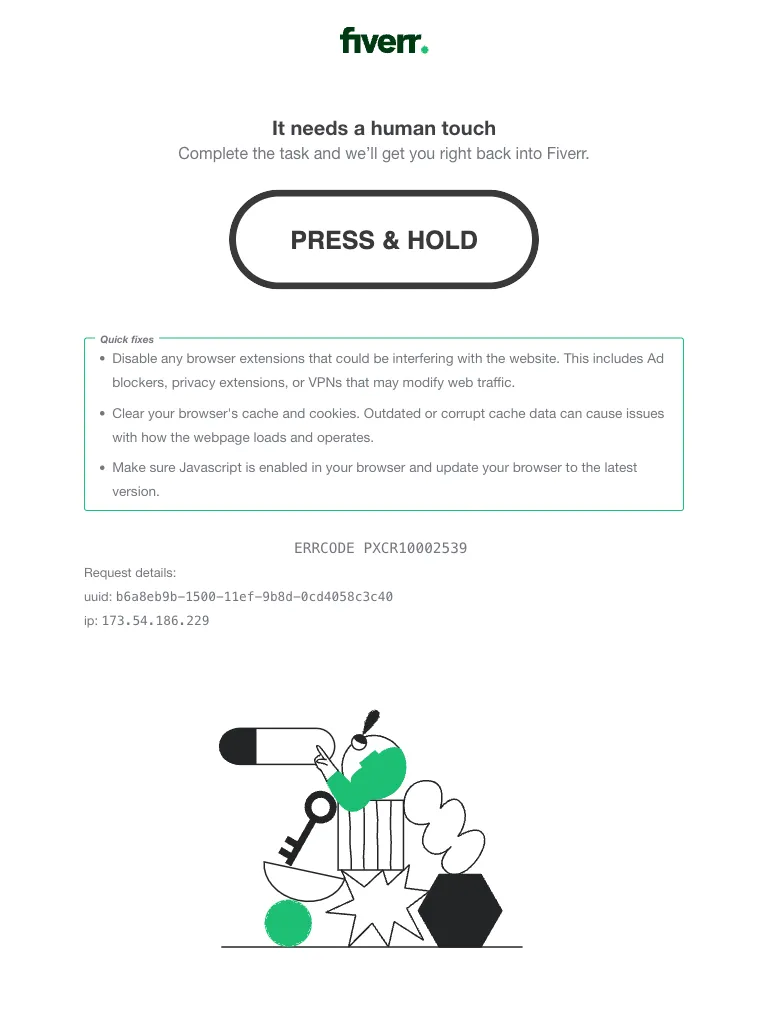 fiverr.
It needs a human touch
Complete the task and we’ll get you right back into Fiverr.
PRESS & HOLD
Quick fixes
• Disable any browser extensions that could be interfering with the website. This includes Ad
blockers, privacy extensions, or VPNs that may modify web traffic.
• Clear your browser's cache and cookies. Outdated or corrupt cache data can cause issues
with how the webpage loads and operates.
• Make sure Javascript is enabled in your browser and update your browser to the latest
version.
ERRCODE PXCR10002539
Request details:
uuid: b6a8eb9b-1500-11ef-9b8d-0cd4058c3c40
ip: 173.54.186.229